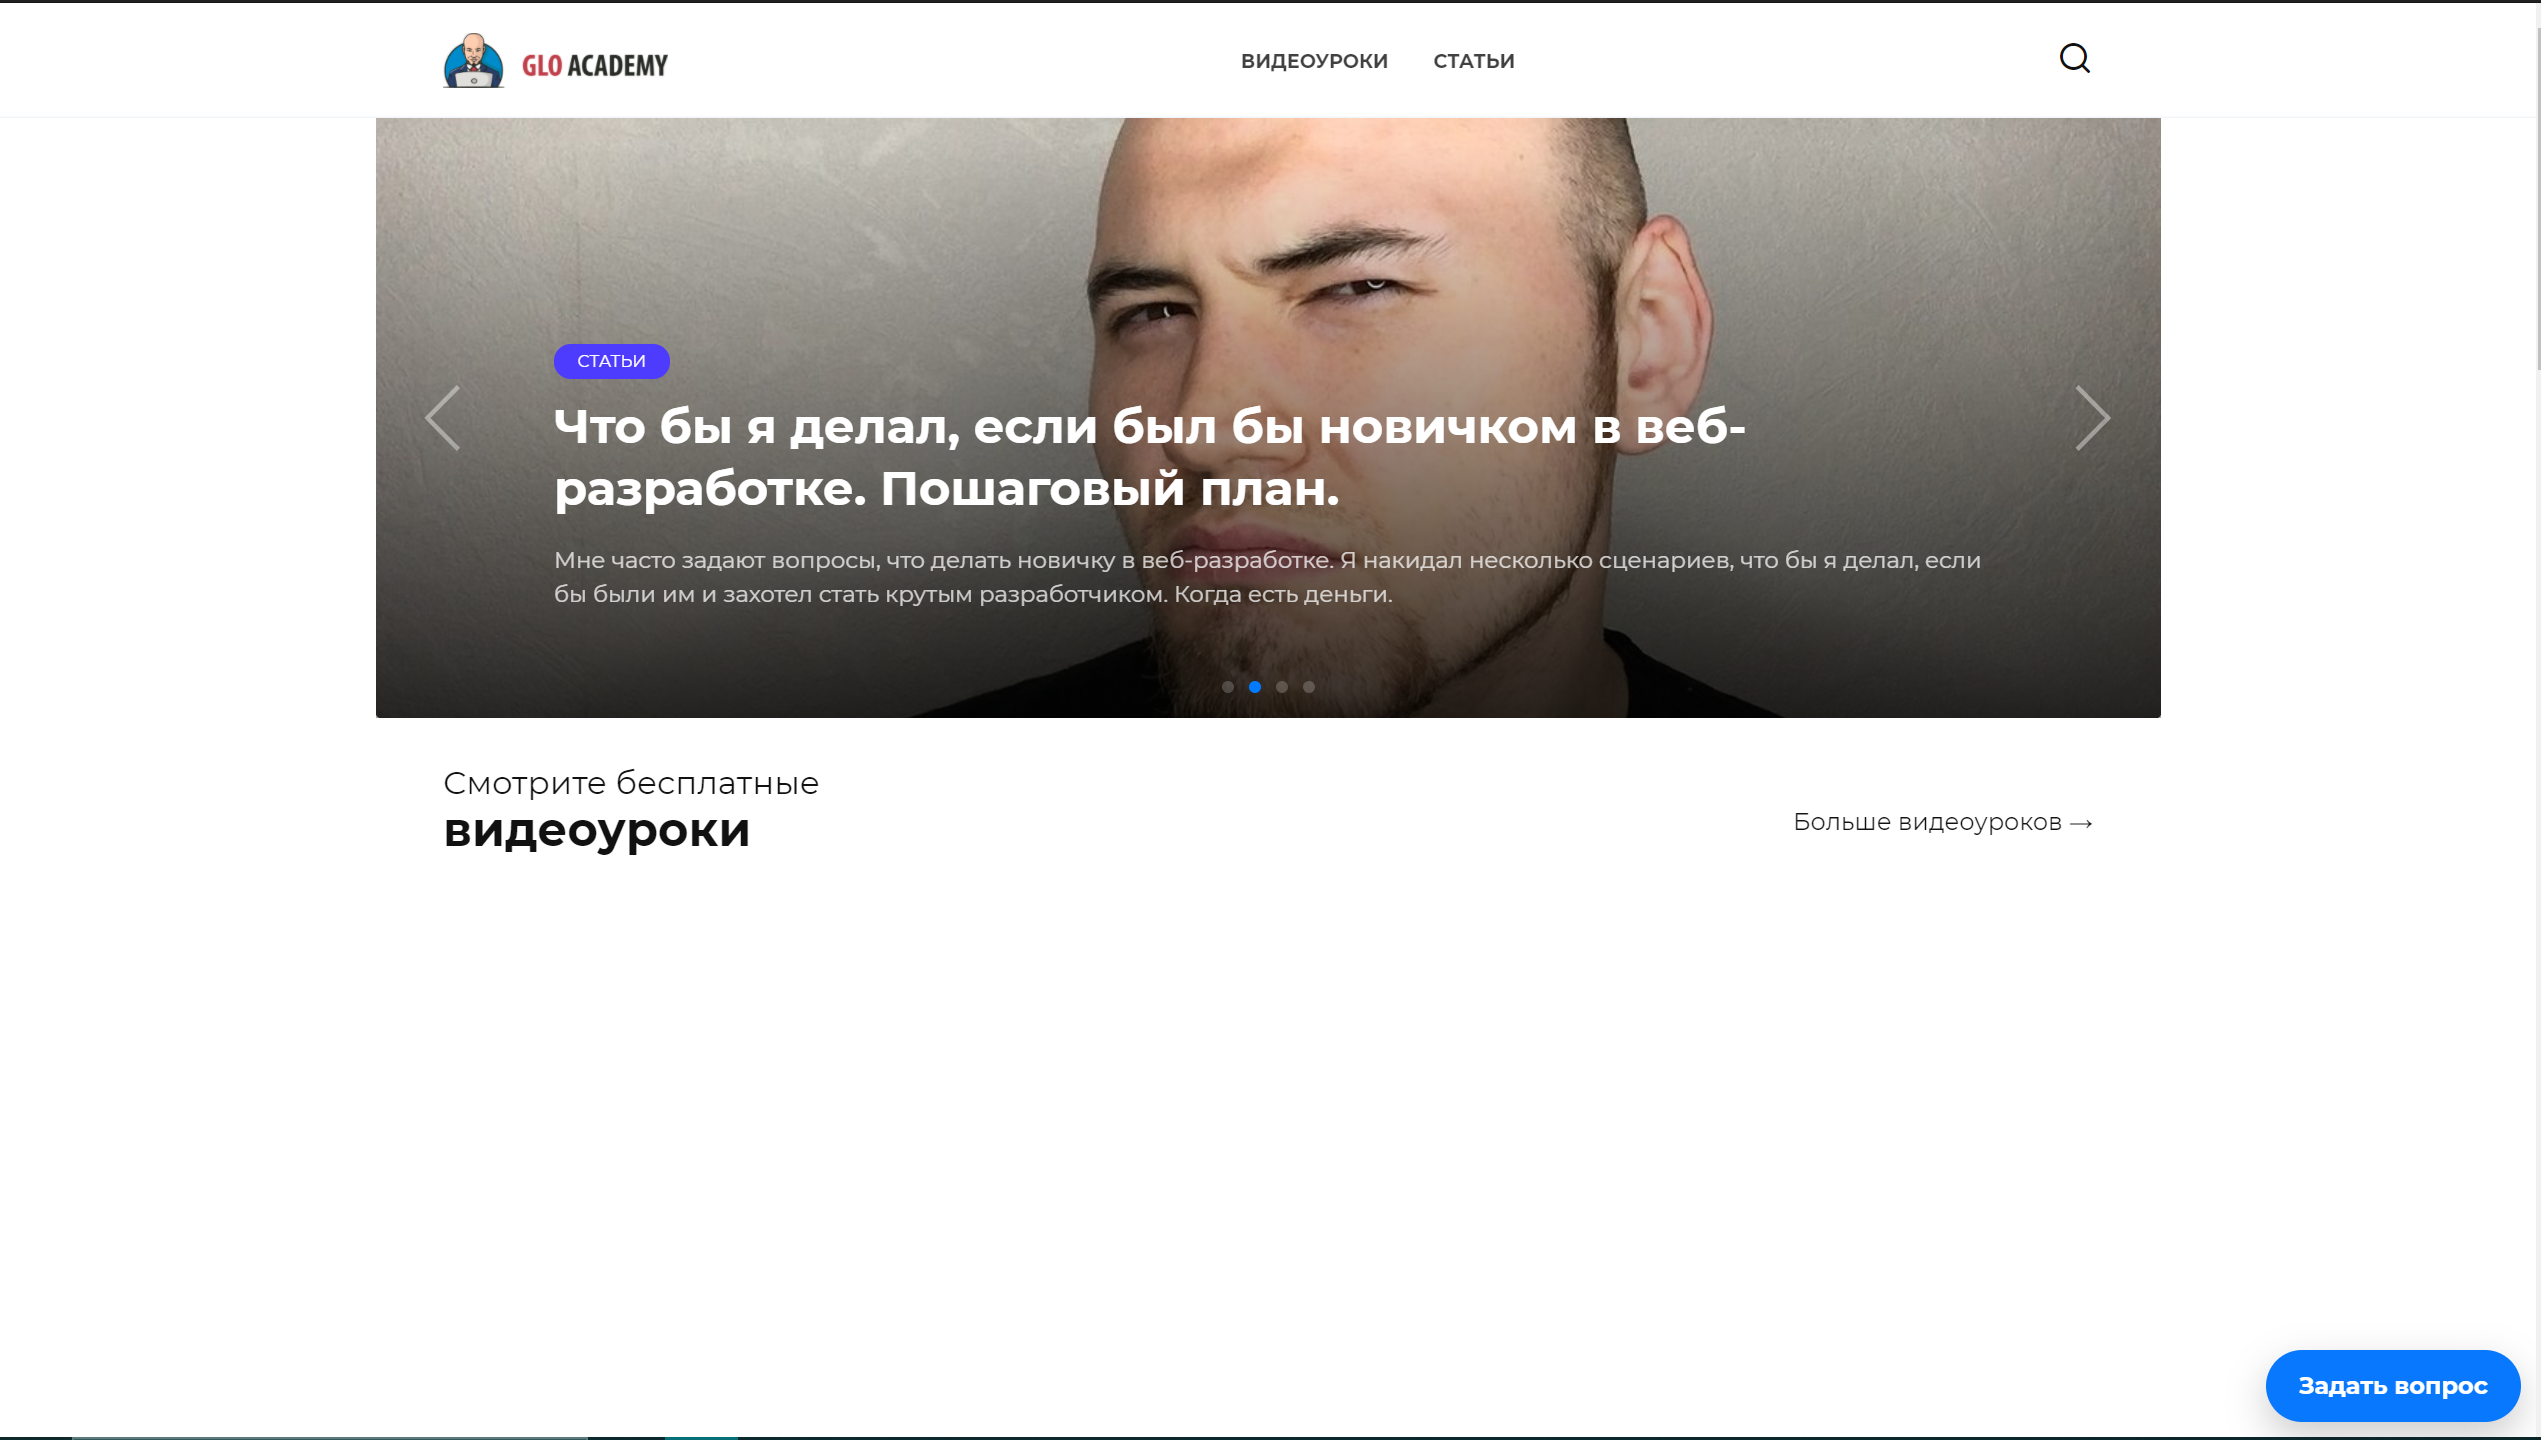 GLO ACADEMY
ВИДЕОУРОКИ
СТАТЬИ
СТАТЬИ
Что бы я делал, если был бы новичком в веб-
разработке. Пошаговый план.
Мне часто задают вопросы, что делать новичку в веб-разработке. Я накидал несколько сценариев, что бы я делал, если
бы были им и захотел стать крутым разработчиком. Когда есть деньги.
Смотрите бесплатные
видеоуроки
Больше видеоуроков →
Задать вопрос